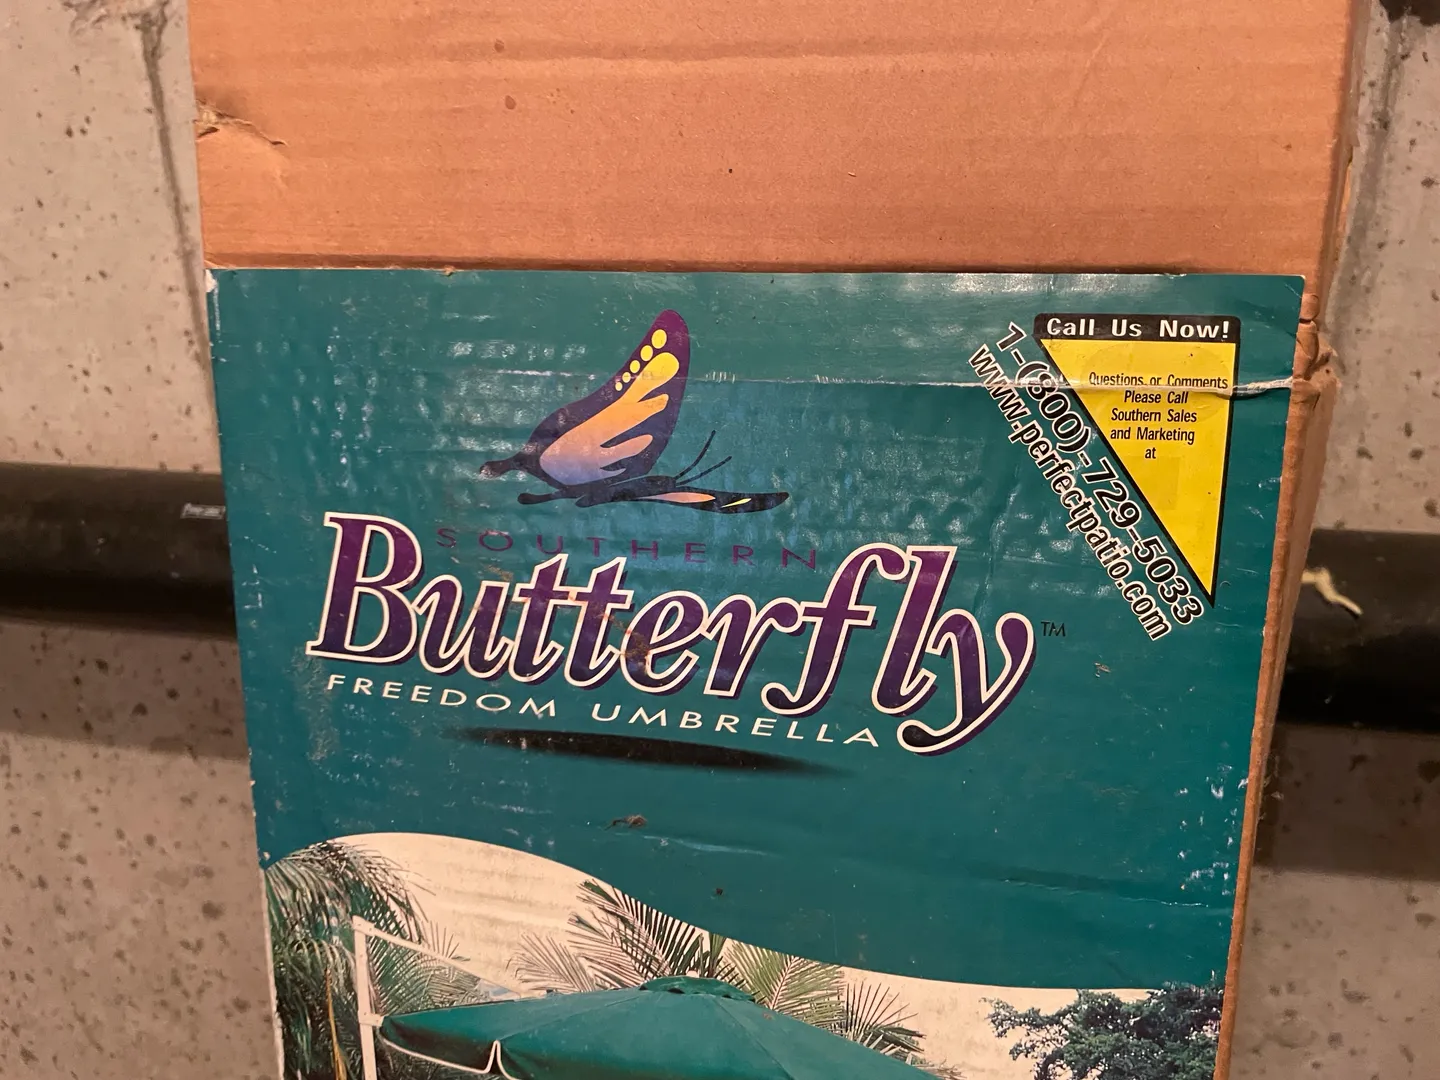 Call Us Now!
Questions or Comments
Please Call
Southern Sales
and Marketing
at
1-(800)-729-5033
www.perfectpatio.com
SOUTHERN
Butterfly™
FREEDOM UMBRELLA